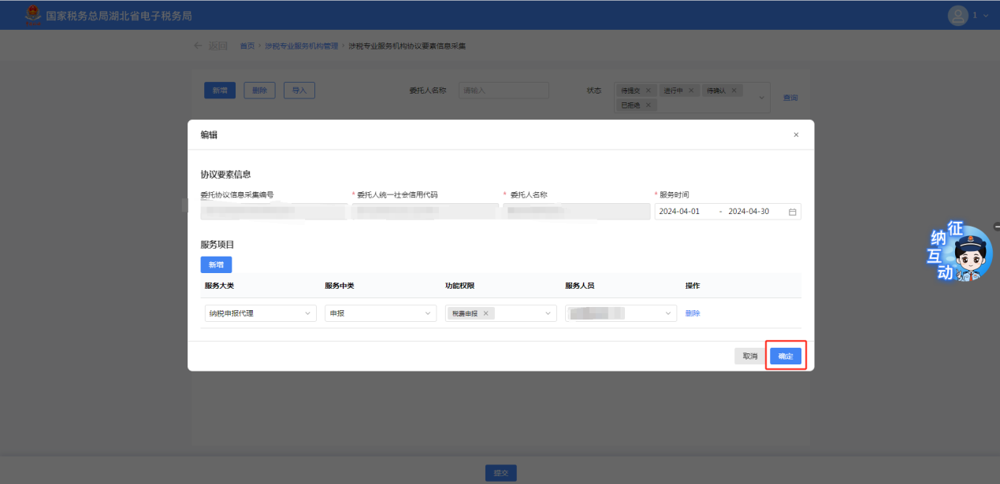 国家税务总局湖北省电子税务局
1
返回 首页 涉税专业服务机构管理 涉税专业服务机构协议要素信息采集
新增 删除 导入 委托人名称 请输入 状态 待提交 × 进行中 × 待确认 × 查询
已拒绝 ×
编辑 ×
协议要素信息
委托协议信息采集编号 * 委托人统一社会信用代码 * 委托人名称 * 服务时间
2024-04-01 - 2024-04-30
服务项目
新增
服务大类 服务中类 功能权限 服务人员 操作
纳税申报代理 申报 税费申报 × 删除
取消 确定
征
纳
互
动
提交